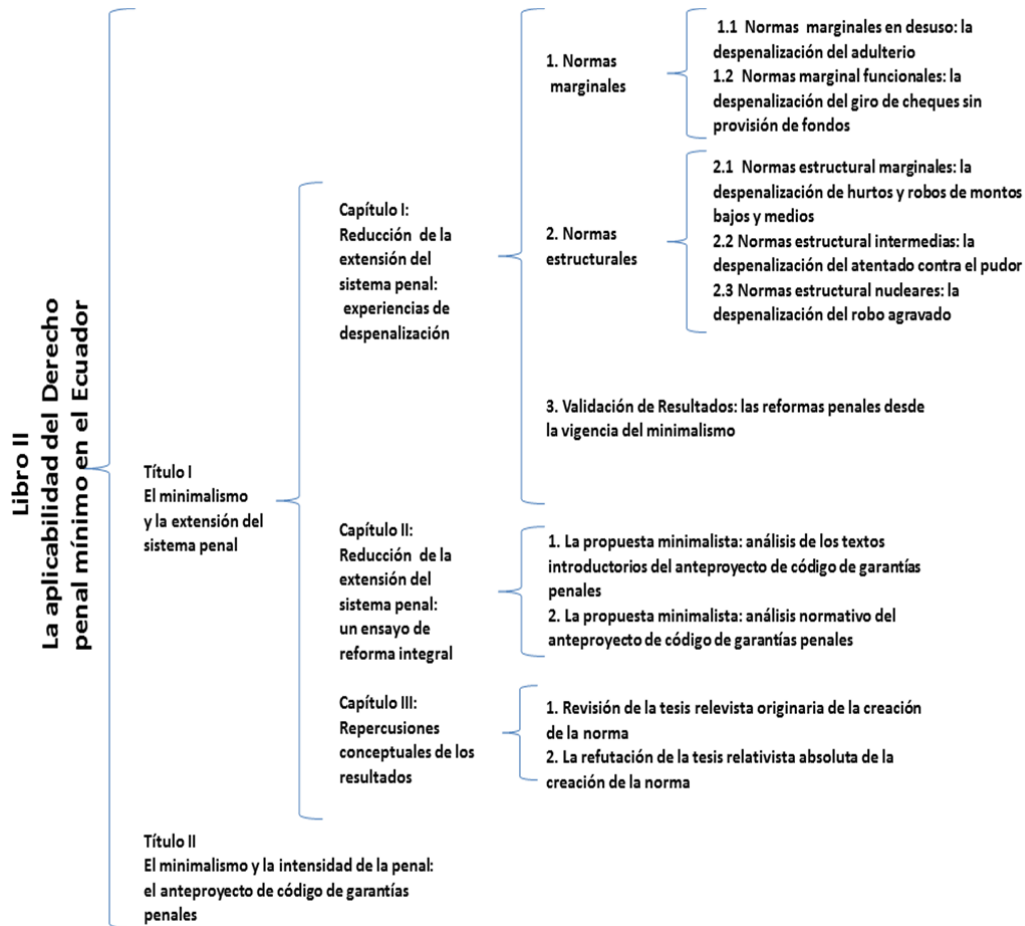 Libro II
La aplicabilidad del Derecho
penal mínimo en el Ecuador
Título I
El minimalismo
y la extensión del
sistema penal
Capítulo I:
Reducción de la
extensión del
sistema penal:
experiencias de
despenalización
1. Normas
marginales
1.1 Normas marginales en desuso: la
despenalización del adulterio
1.2 Normas marginal funcionales: la
despenalización del giro de cheques sin
provisión de fondos
2. Normas
estructurales
2.1 Normas estructural marginales: la
despenalización de hurtos y robos de montos
bajos y medios
2.2 Normas estructural intermedias: la
despenalización del atentado contra el pudor
2.3 Normas estructural nucleares: la
despenalización del robo agravado
3. Validación de Resultados: las reformas penales desde
la vigencia del minimalismo
Capítulo II:
Reducción de la
extensión del
sistema penal:
un ensayo de
reforma integral
1. La propuesta minimalista: análisis de los textos
introductorios del anteproyecto de código de garantías
penales
2. La propuesta minimalista: análisis normativo del
anteproyecto de código de garantías penales
Capítulo III:
Repercusiones
conceptuales de los
resultados
1. Revisión de la tesis relevista originaria de la creación
de la norma
2. La refutación de la tesis relativista absoluta de la
creación de la norma
Título II
El minimalismo y la intensidad de la penal:
el anteproyecto de código de garantías
penales